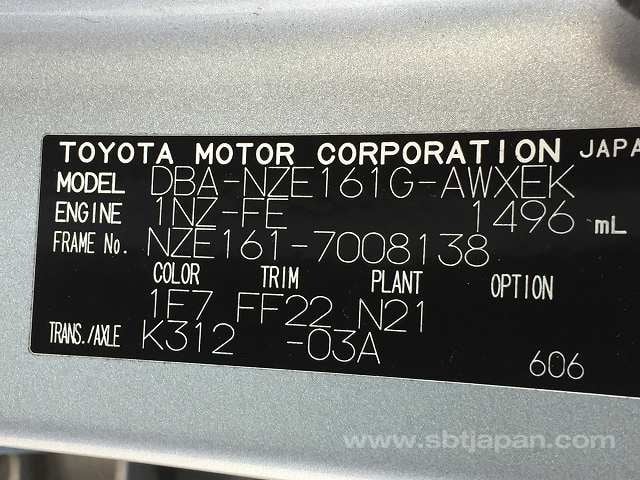 TOYOTA MOTOR CORPORATION JAPA
MODEL DBA-NZE161G-AWXEK
ENGINE 1NZ-FE 1496 mL
FRAME No. NZE161-7008138
COLOR TRIM PLANT OPTION
1F7 FF22 N21
TRANS./AXLE K312 -03A
606
www.sbtjapan.com